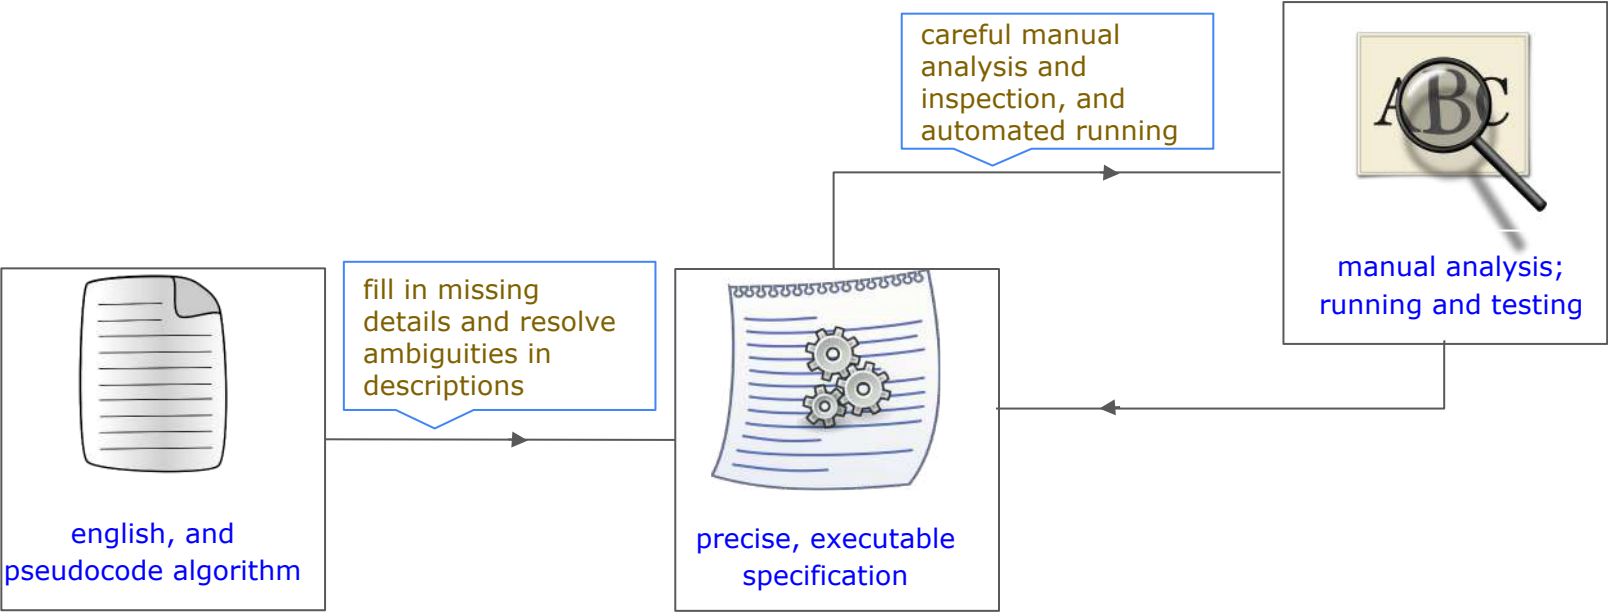 careful manual
analysis and
inspection, and
automated running
ABC
manual analysis;
running and testing
fill in missing
details and resolve
ambiguities in
descriptions
english, and
pseudocode algorithm
precise, executable
specification